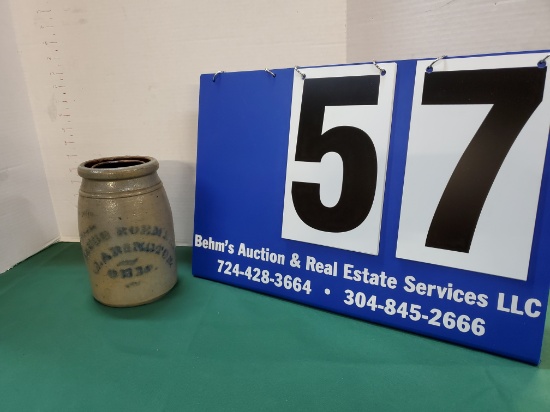 57
Behm's Auction & Real Estate Services LLC
724-428-3664 • 304-845-2666
OHIO.